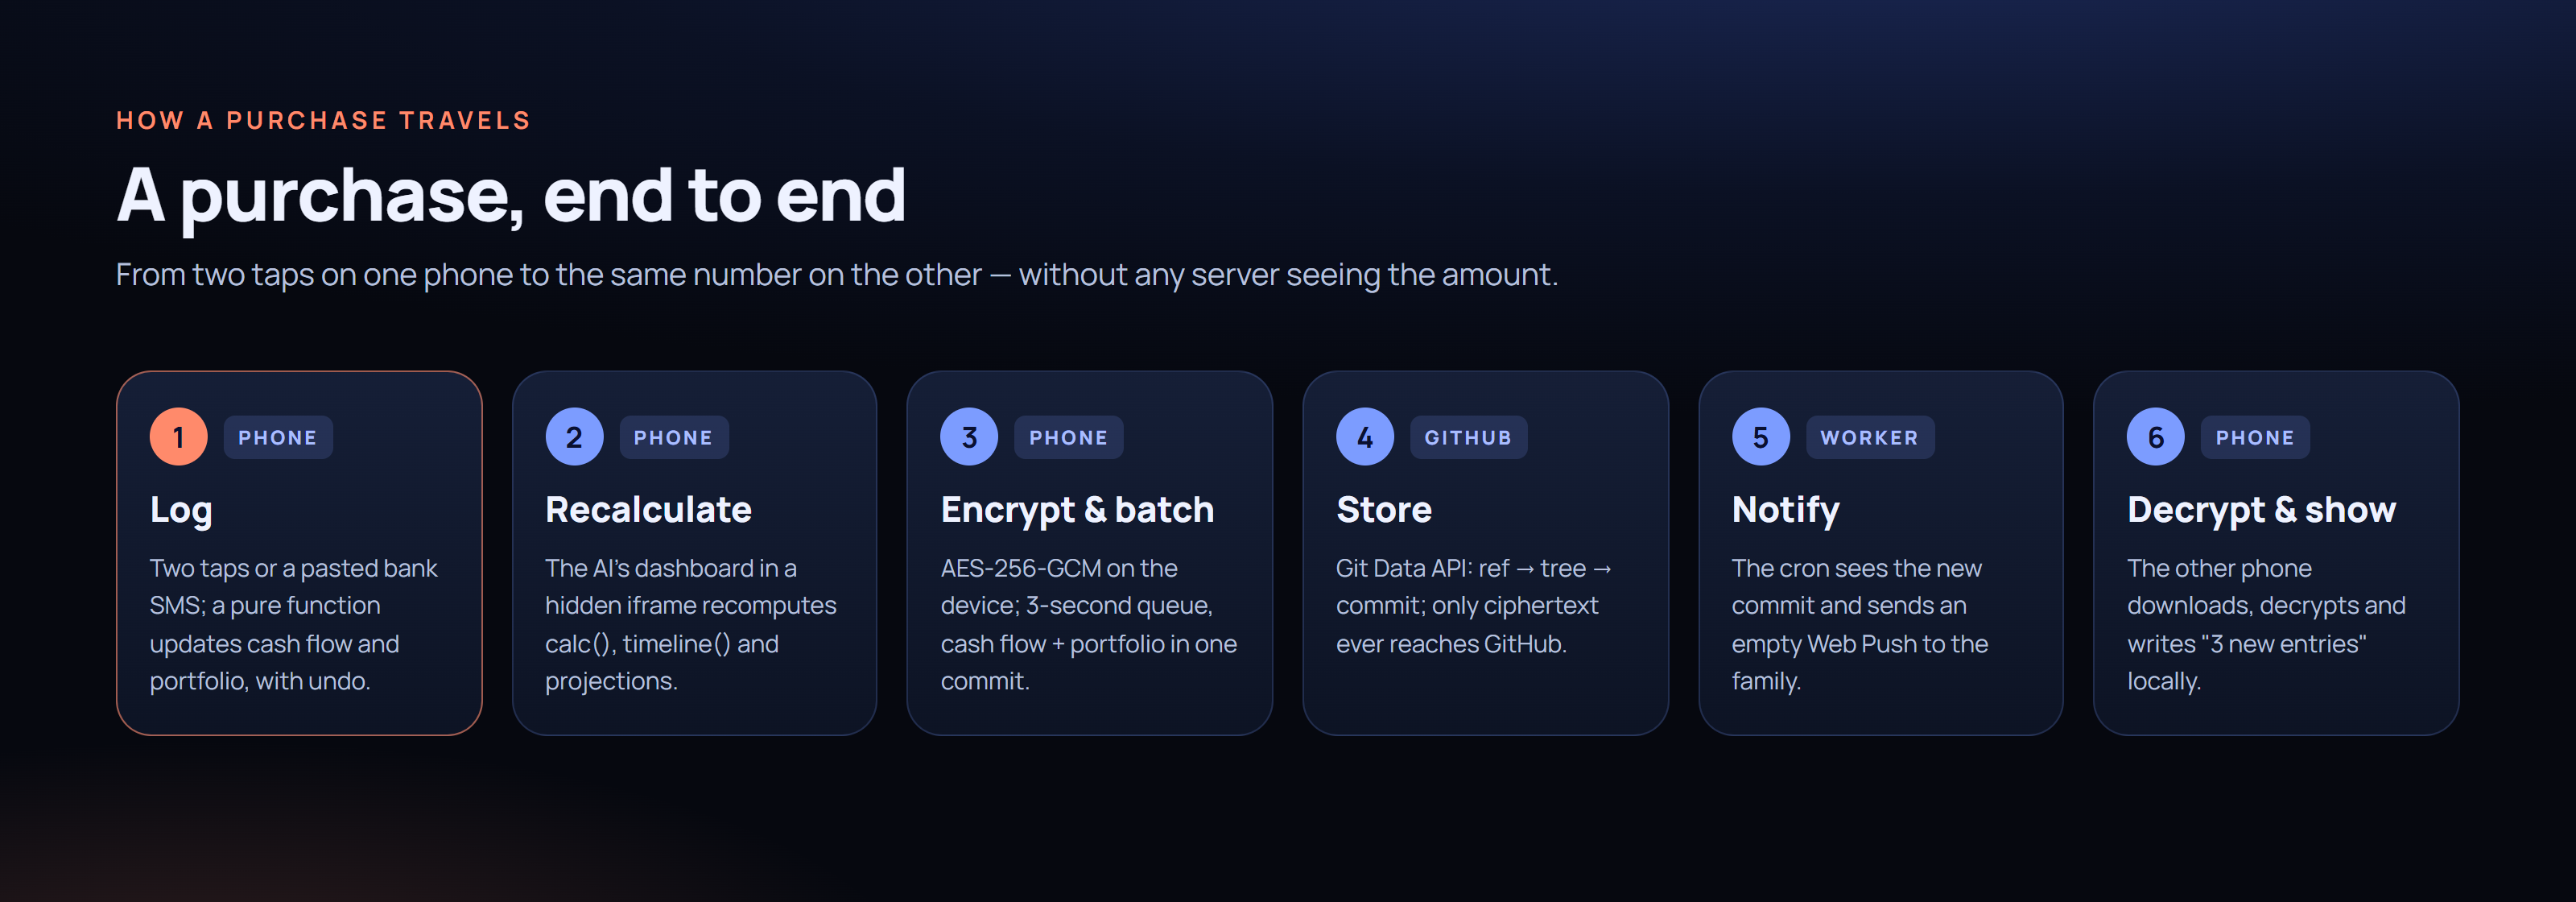 HOW A PURCHASE TRAVELS
A purchase, end to end
From two taps on one phone to the same number on the other — without any server seeing the amount.
1 PHONE
Log
Two taps or a pasted bank
SMS; a pure function
updates cash flow and
portfolio, with undo.
2 PHONE
Recalculate
The AI's dashboard in a
hidden iframe recomputes
calc(), timeline() and
projections.
3 PHONE
Encrypt & batch
AES-256-GCM on the
device; 3-second queue,
cash flow + portfolio in one
commit.
4 GITHUB
Store
Git Data API: ref → tree →
commit; only ciphertext
ever reaches GitHub.
5 WORKER
Notify
The cron sees the new
commit and sends an
empty Web Push to the
family.
6 PHONE
Decrypt & show
The other phone
downloads, decrypts and
writes "3 new entries"
locally.